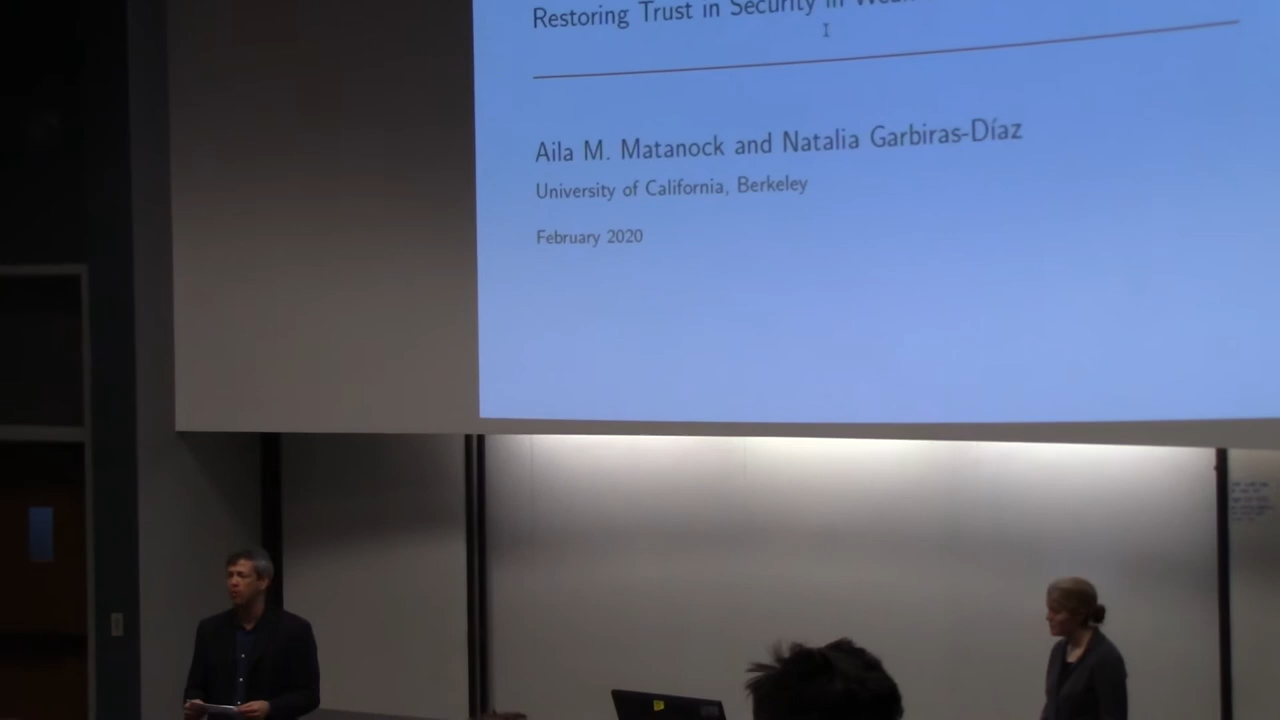 Restoring Trust in Security in
Aila M. Matanock and Natalia Garbiras-Díaz
University of California, Berkeley
February 2020